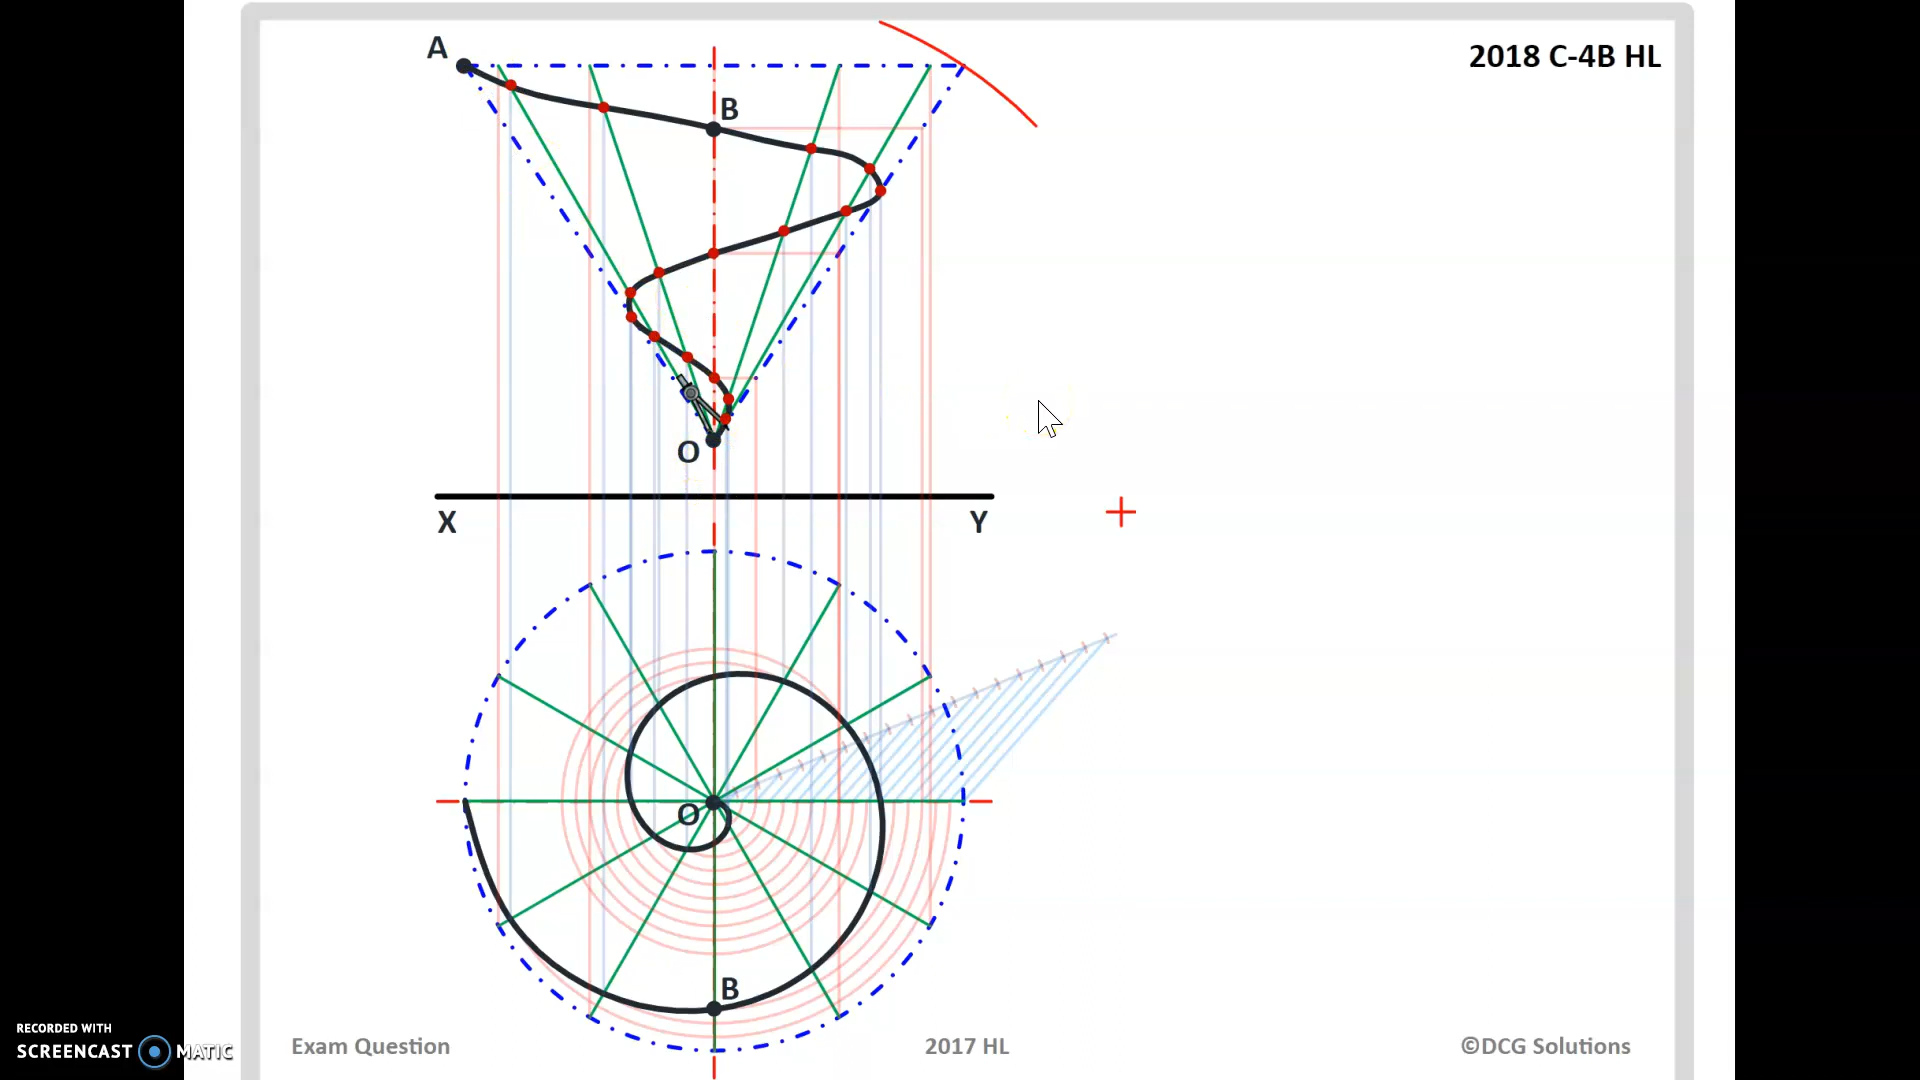 A
2018 C-4B HL
B
O
X
Y
O
B
RECORDED WITH
SCREENCAST MATIC
Exam Question
2017 HL
©DCG Solutions